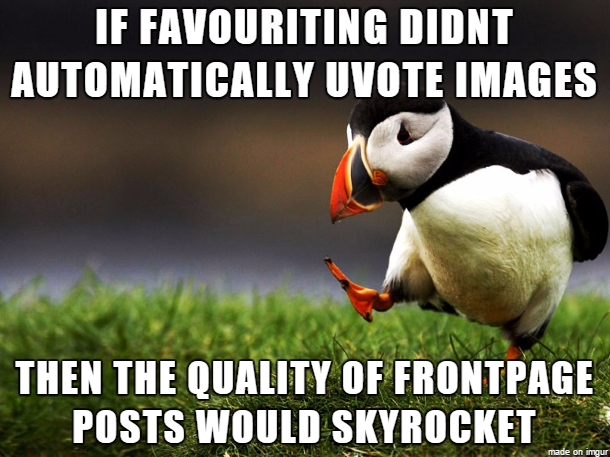 IF FAVOURITING DIDNT
AUTOMATICALLY UVOTE IMAGES
THEN THE QUALITY OF FRONTPAGE
POSTS WOULD SKYROCKET
made on imgur